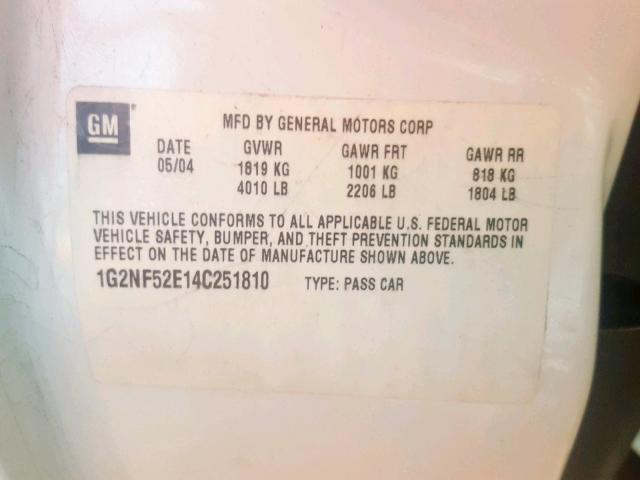 GM ®
MFD BY GENERAL MOTORS CORP
DATE GVWR GAWR FRT GAWR RR
05/04 1819 KG 1001 KG 818 KG
4010 LB 2206 LB 1804 LB
THIS VEHICLE CONFORMS TO ALL APPLICABLE U.S. FEDERAL MOTOR
VEHICLE SAFETY, BUMPER, AND THEFT PREVENTION STANDARDS IN
EFFECT ON THE DATE OF MANUFACTURE SHOWN ABOVE.
1G2NF52E14C251810 TYPE: PASS CAR